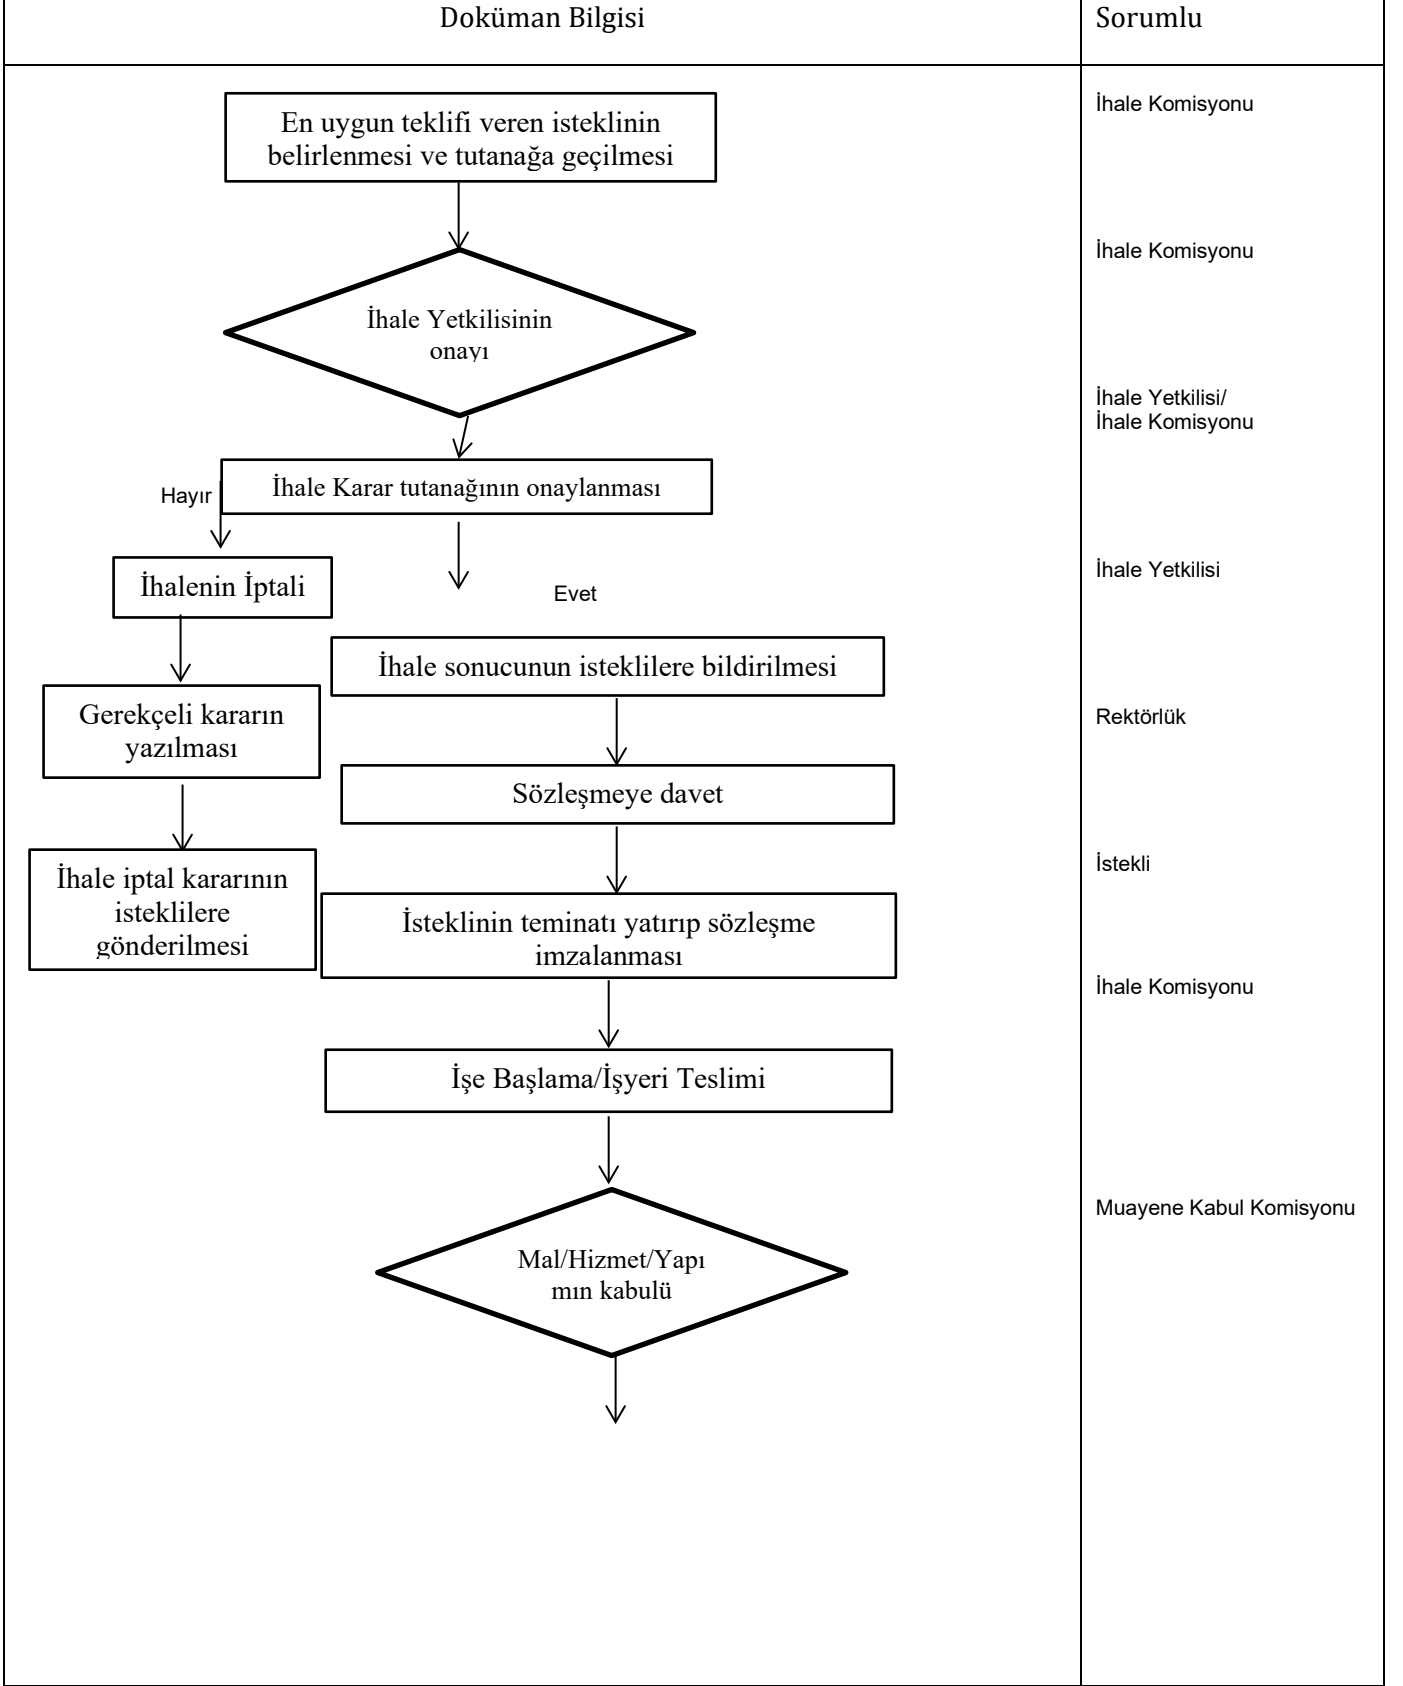 Doküman Bilgisi
Sorumlu
En uygun teklifi veren isteklinin
belirlenmesi ve tutanağa geçilmesi
İhale Komisyonu
İhale Komisyonu
İhale Yetkilisinin
onayı
İhale Yetkilisi/
İhale Komisyonu
İhale Karar tutanağının onaylanması
Hayır
İhalenin İptali
Evet
İhale Yetkilisi
İhale sonucunun isteklilere bildirilmesi
Gerekçeli kararın
yazılması
Rektörlük
Sözleşmeye davet
İhale iptal kararının
isteklilere
gönderilmesi
İstekli
İsteklinin teminatı yatırıp sözleşme
imzalanması
İhale Komisyonu
İşe Başlama/İşyeri Teslimi
Muayene Kabul Komisyonu
Mal/Hizmet/Yapı
mın kabulü